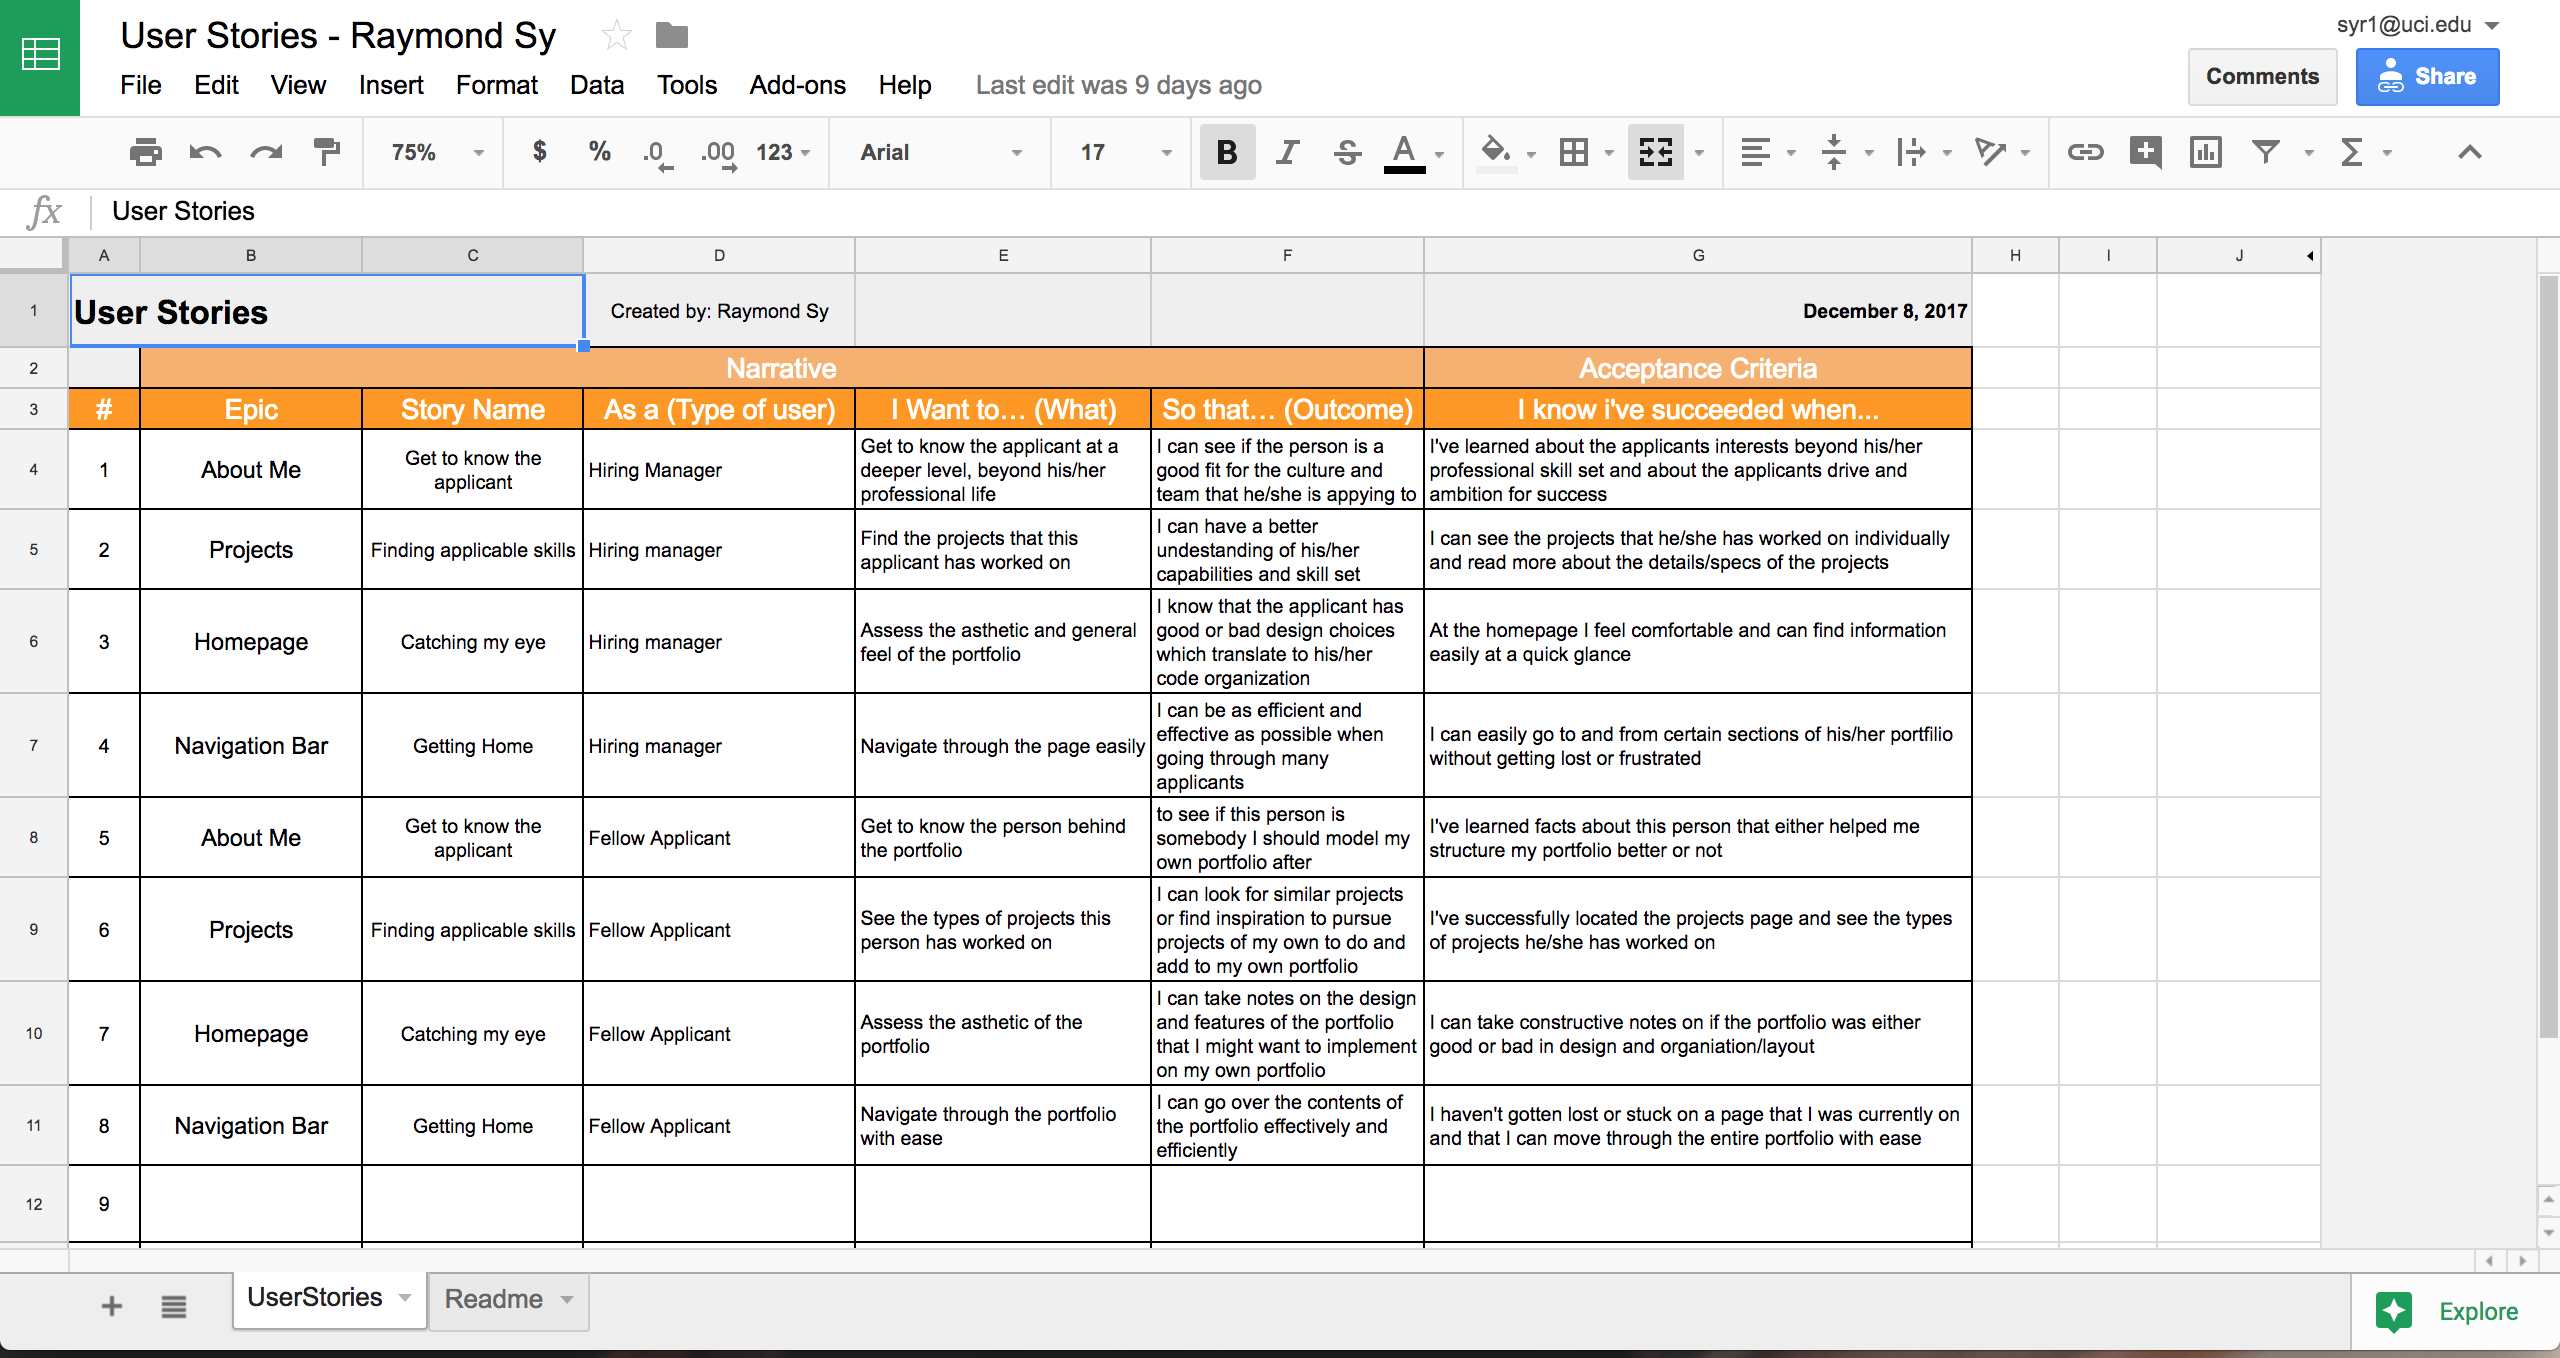 User Stories - Raymond Sy
syr1@uci.edu
File Edit View Insert Format Data Tools Add-ons Help Last edit was 9 days ago
Comments
Share
75% $ % .0 .00 123 Arial 17 B I S A
fx User Stories
A B C D E F G H I J
1
User Stories
Created by: Raymond Sy
December 8, 2017
2
Narrative
Acceptance Criteria
3
# Epic Story Name As a (Type of user) I Want to... (What) So that... (Outcome) I know i've succeeded when...
4
1
About Me
Get to know the
applicant
Hiring Manager
Get to know the applicant at a
deeper level, beyond his/her
professional life
I can see if the person is a
good fit for the culture and
team that he/she is appying to
I've learned about the applicants interests beyond his/her
professional skill set and about the applicants drive and
ambition for success
5
2
Projects
Finding applicable skills
Hiring manager
Find the projects that this
applicant has worked on
I can have a better
undestanding of his/her
capabilities and skill set
I can see the projects that he/she has worked on individually
and read more about the details/specs of the projects
6
3
Homepage
Catching my eye
Hiring manager
Assess the asthetic and general
feel of the portfolio
I know that the applicant has
good or bad design choices
which translate to his/her
code organization
At the homepage I feel comfortable and can find information
easily at a quick glance
7
4
Navigation Bar
Getting Home
Hiring manager
Navigate through the page easily
I can be as efficient and
effective as possible when
going through many
applicants
I can easily go to and from certain sections of his/her portfilio
without getting lost or frustrated
8
5
About Me
Get to know the
applicant
Fellow Applicant
Get to know the person behind
the portfolio
to see if this person is
somebody I should model my
own portfolio after
I've learned facts about this person that either helped me
structure my portfolio better or not
9
6
Projects
Finding applicable skills
Fellow Applicant
See the types of projects this
person has worked on
I can look for similar projects
or find inspiration to pursue
projects of my own to do and
add to my own portfolio
I've successfully located the projects page and see the types
of projects he/she has worked on
10
7
Homepage
Catching my eye
Fellow Applicant
Assess the asthetic of the
portfolio
I can take notes on the design
and features of the portfolio
that I might want to implement
on my own portfolio
I can take constructive notes on if the portfolio was either
good or bad in design and organiation/layout
11
8
Navigation Bar
Getting Home
Fellow Applicant
Navigate through the portfolio
with ease
I can go over the contents of
the portfolio effectively and
efficiently
I haven't gotten lost or stuck on a page that I was currently on
and that I can move through the entire portfolio with ease
12
9
UserStories
Readme
Explore